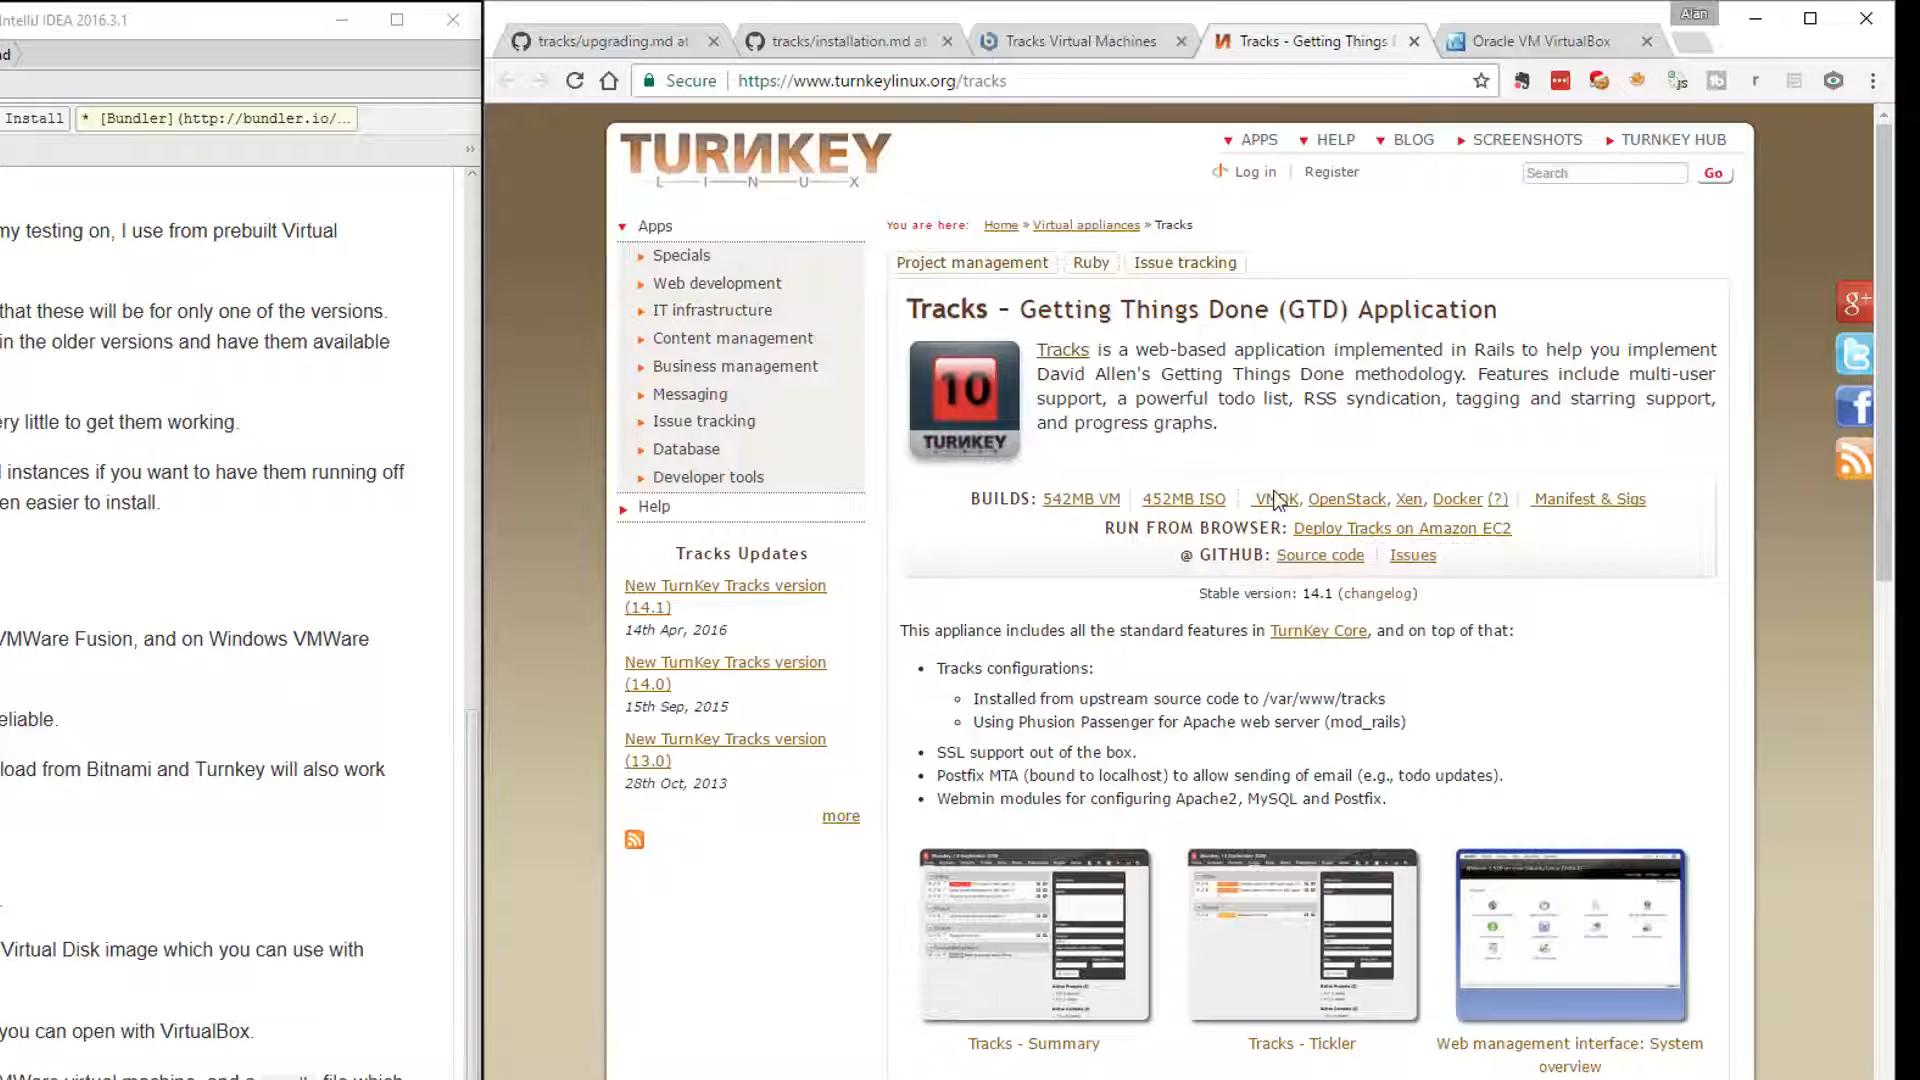 IntelliJ IDEA 2016.3.1
Install
* [Bundler](http://bundler.io/...
my testing on, I use from prebuilt Virtual
that these will be for only one of the versions.
in the older versions and have them available
ery little to get them working.
instances if you want to have them running off
en easier to install.
VMWare Fusion, and on Windows VMWare
eliable.
load from Bitnami and Turnkey will also work
Virtual Disk image which you can use with
you can open with VirtualBox.
Alan
tracks/upgrading.md at
tracks/installation.md at
Tracks Virtual Machines
Tracks - Getting Things
Oracle VM VirtualBox
Secure
https://www.turnkeylinux.org/tracks
TURNKEY
LINUX
APPS
HELP
BLOG
SCREENSHOTS
TURNKEY HUB
Log in
Register
Search
Go
Apps
Specials
Web development
IT infrastructure
Content management
Business management
Messaging
Issue tracking
Database
Developer tools
Help
Tracks Updates
New TurnKey Tracks version
(14.1)
14th Apr, 2016
New TurnKey Tracks version
(14.0)
15th Sep, 2015
New TurnKey Tracks version
(13.0)
28th Oct, 2013
more
You are here: Home » Virtual appliances » Tracks
Project management
Ruby
Issue tracking
Tracks – Getting Things Done (GTD) Application
10
TURNKEY
Tracks is a web-based application implemented in Rails to help you implement
David Allen's Getting Things Done methodology. Features include multi-user
support, a powerful todo list, RSS syndication, tagging and starring support,
and progress graphs.
BUILDS: 542MB VM 452MB ISO VMDK, OpenStack, Xen, Docker (?) Manifest & Sigs
RUN FROM BROWSER: Deploy Tracks on Amazon EC2
@ GITHUB: Source code Issues
Stable version: 14.1 (changelog)
This appliance includes all the standard features in TurnKey Core, and on top of that:
• Tracks configurations:
Installed from upstream source code to /var/www/tracks
Using Phusion Passenger for Apache web server (mod_rails)
• SSL support out of the box.
• Postfix MTA (bound to localhost) to allow sending of email (e.g., todo updates).
• Webmin modules for configuring Apache2, MySQL and Postfix.
Tracks - Summary
Tracks - Tickler
Web management interface: System
overview